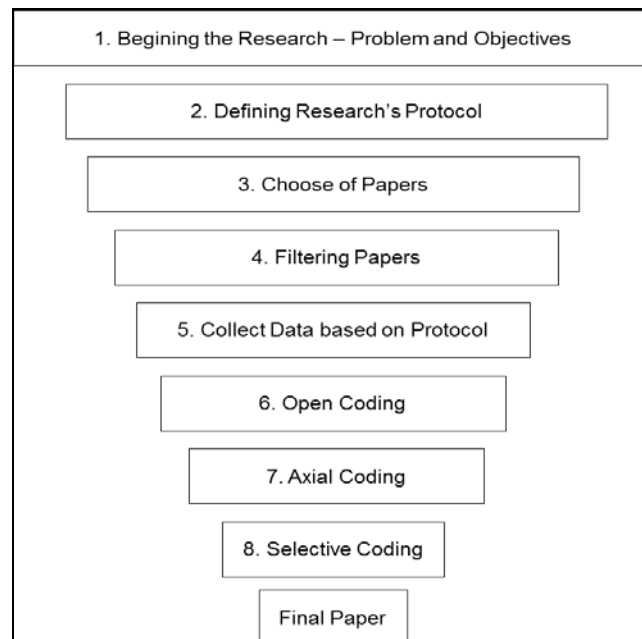 1. Begining the Research – Problem and Objectives
2. Defining Research's Protocol
3. Choose of Papers
4. Filtering Papers
5. Collect Data based on Protocol
6. Open Coding
7. Axial Coding
8. Selective Coding
Final Paper